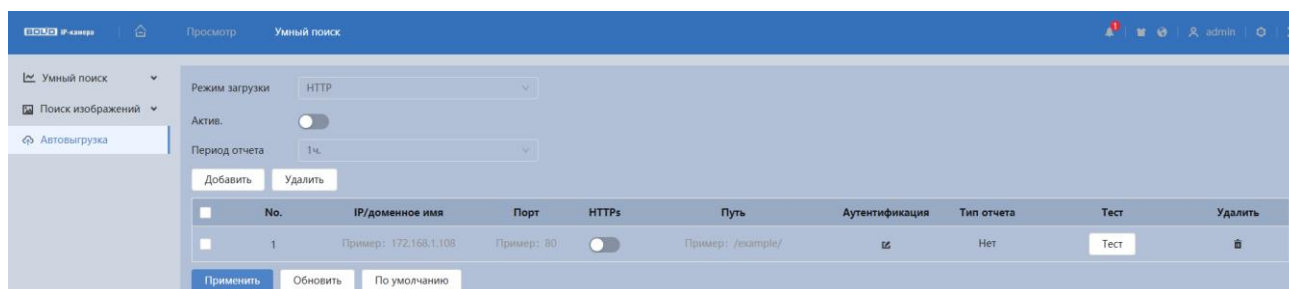 BOLID IP-камера Просмотр Умный поиск 1 admin
Умный поиск
Поиск изображений
Автовыгрузка
Режим загрузки HTTP
Актив.
Период отчета 1ч.
Добавить Удалить
No. IP/доменное имя Порт HTTPs Путь Аутентификация Тип отчета Тест Удалить
1 Пример: 172.168.1.108 Пример: 80 Пример: /example/ Нет Тест
Применить Обновить По умолчанию